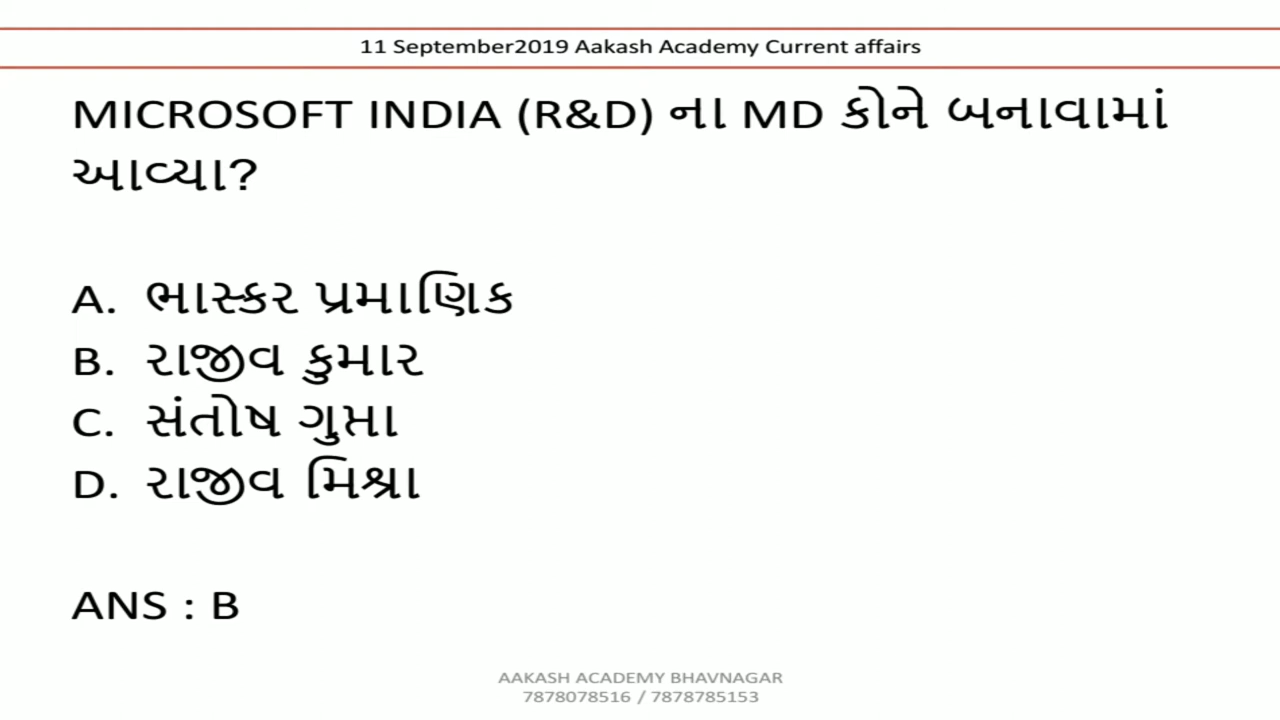 11 September2019 Aakash Academy Current affairs
MICROSOFT INDIA (R&D) ના MD કોને બનાવામાં
આવ્યા?
A. ભાસ્કર પ્રમાણિક
B. રાજીવ કુમાર
C. સંતોષ ગુપ્તા
D. રાજીવ મિશ્રા
ANS : B
AAKASH ACADEMY BHAVNAGAR
7878078516 / 7878785153